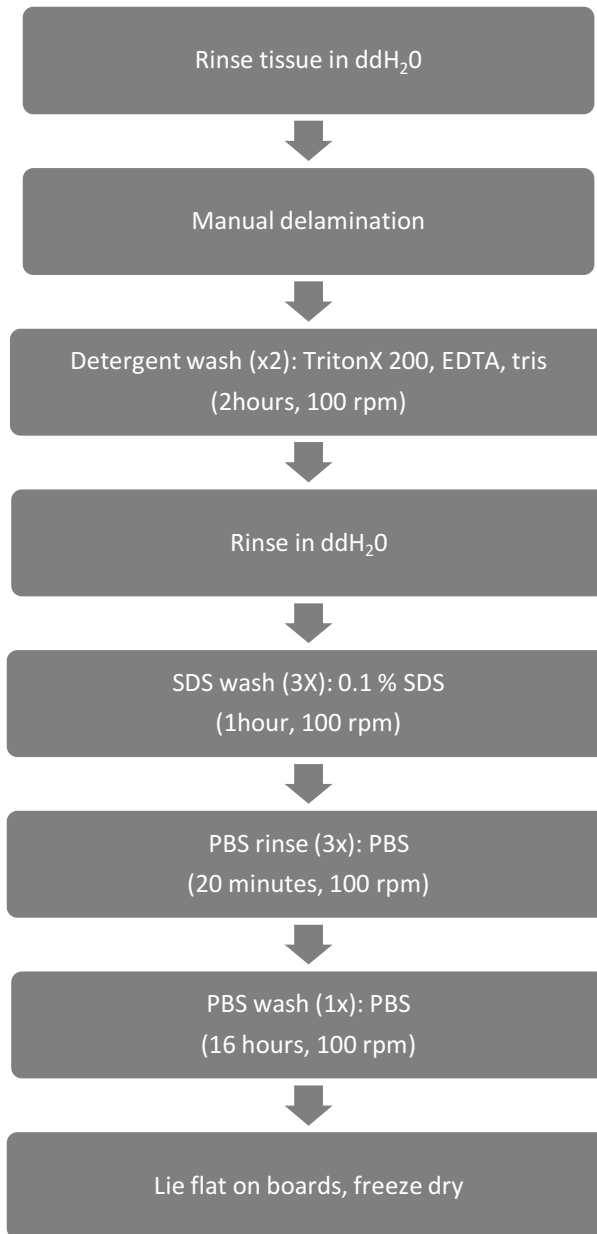 Rinse tissue in ddH₂0
Manual delamination
Detergent wash (x2): TritonX 200, EDTA, tris
(2hours, 100 rpm)
Rinse in ddH₂0
SDS wash (3X): 0.1 % SDS
(1hour, 100 rpm)
PBS rinse (3x): PBS
(20 minutes, 100 rpm)
PBS wash (1x): PBS
(16 hours, 100 rpm)
Lie flat on boards, freeze dry